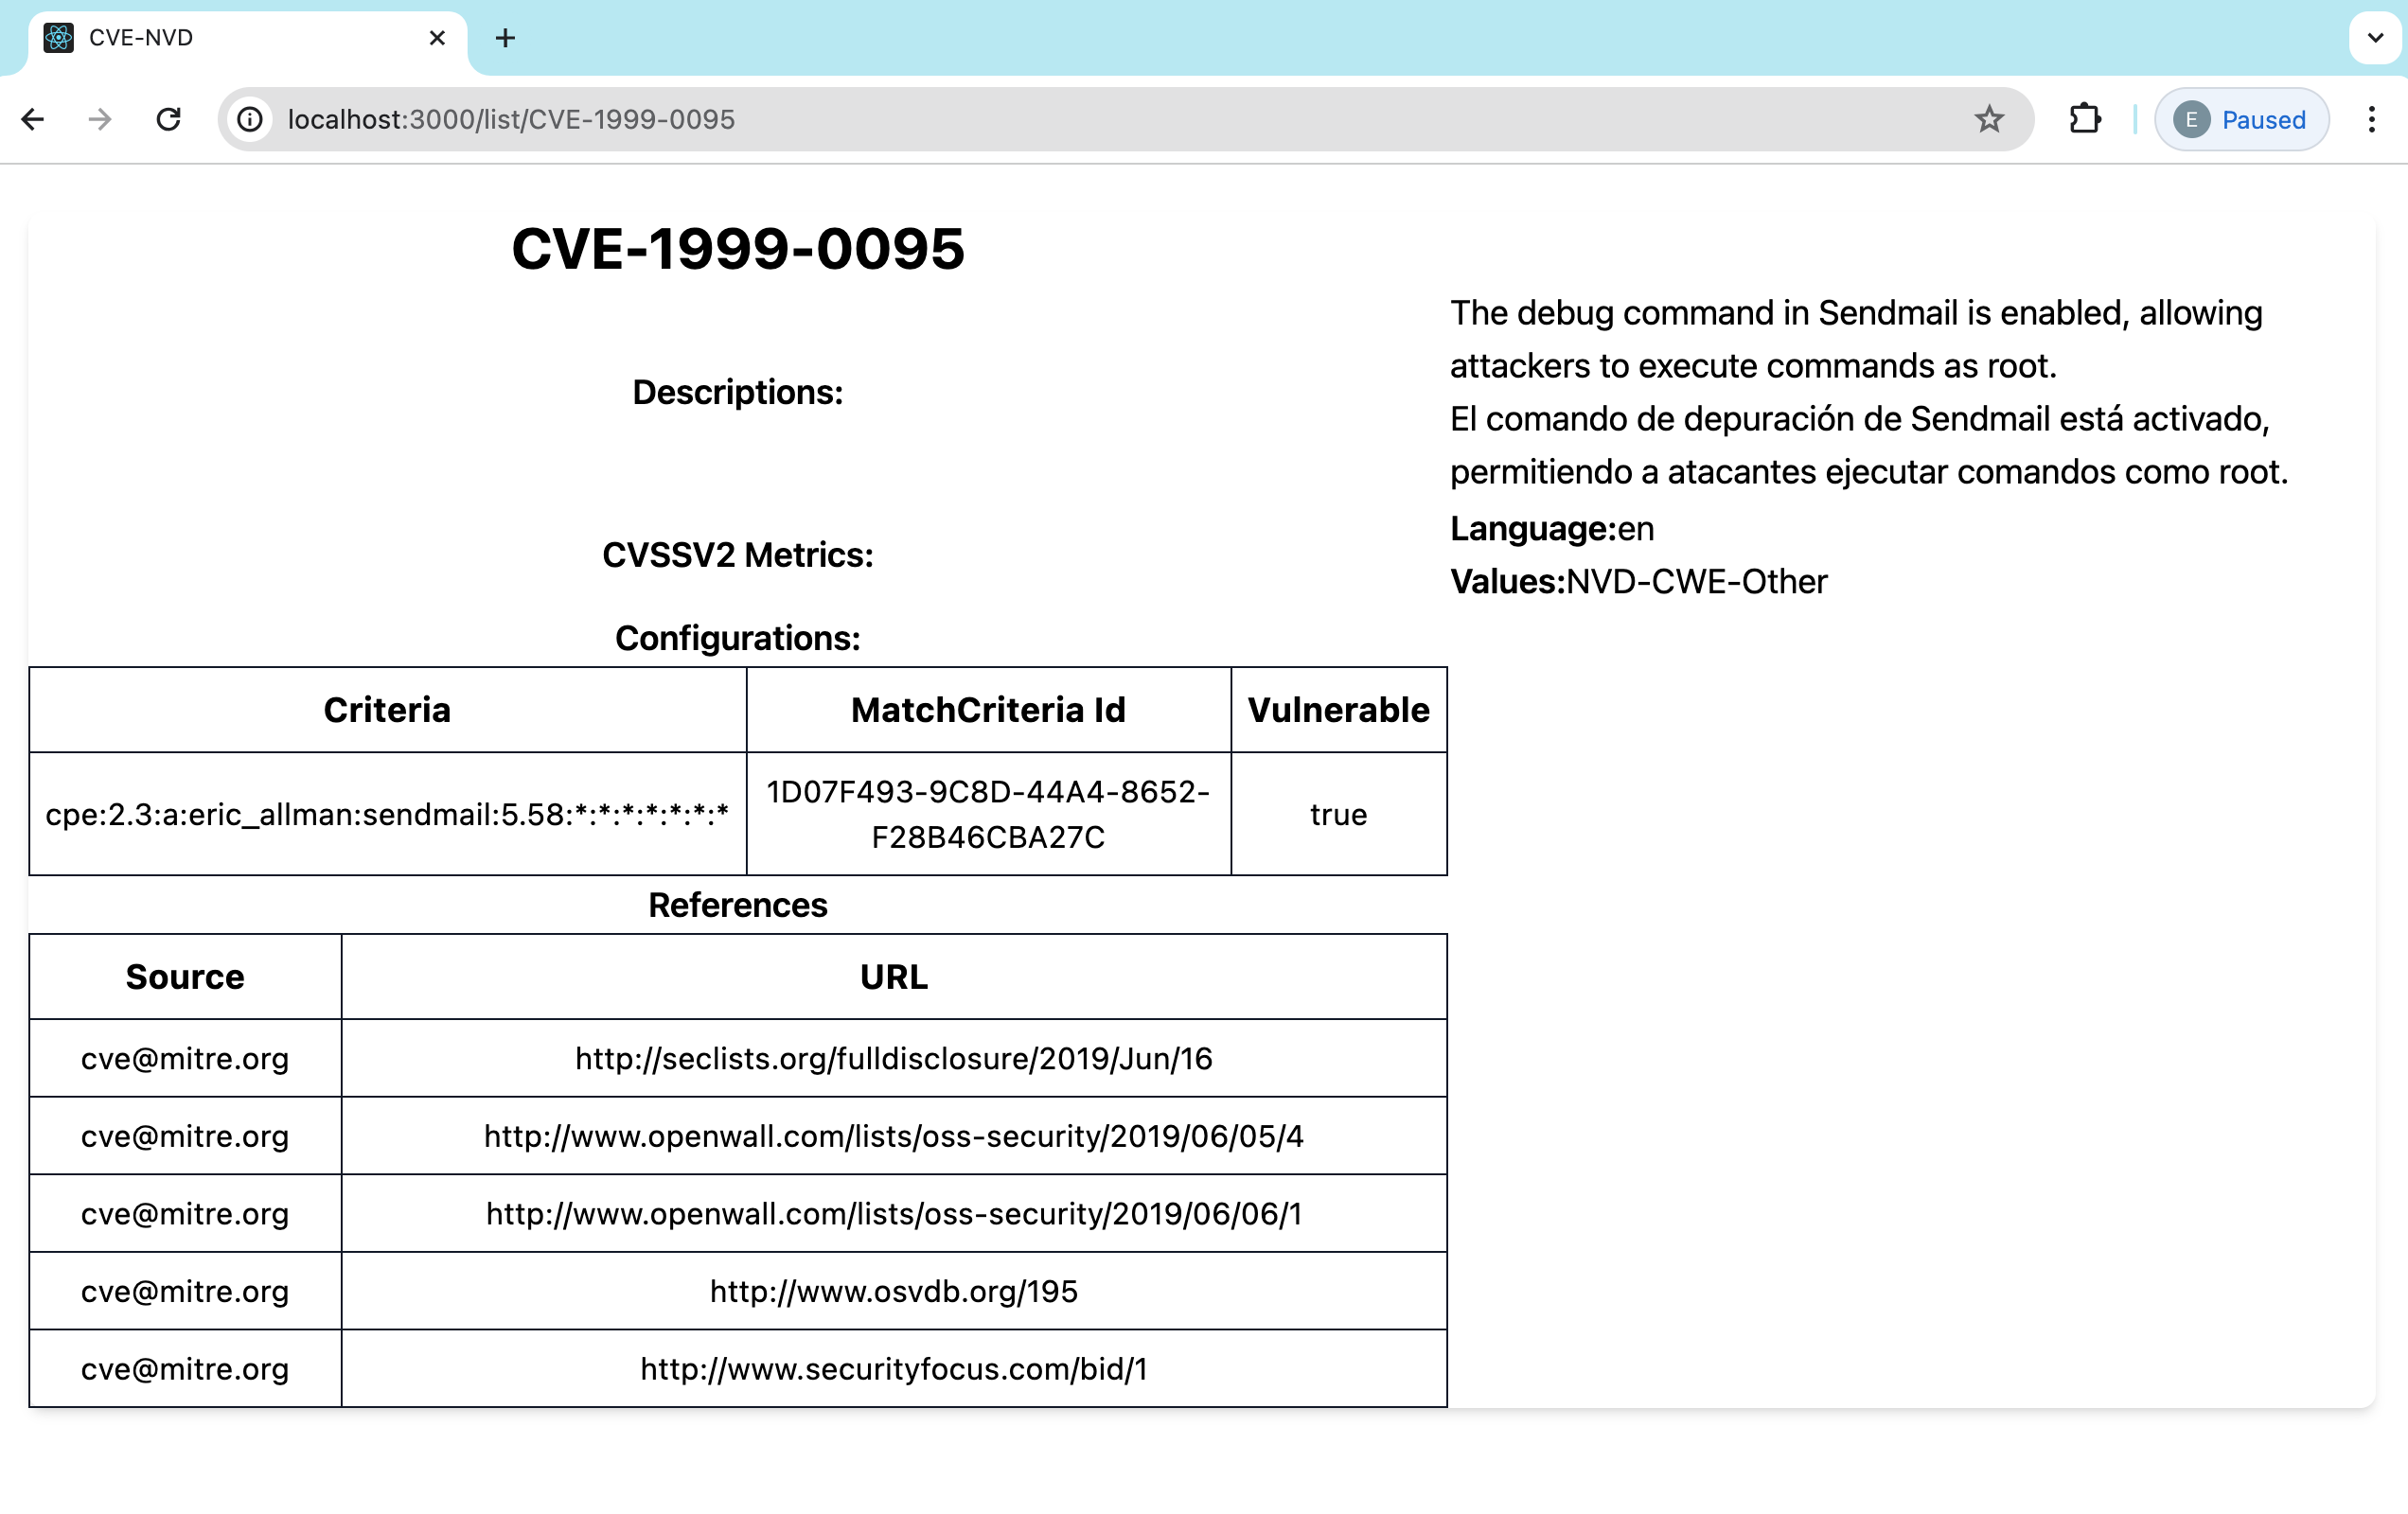 CVE-NVD
localhost:3000/list/CVE-1999-0095
E Paused
CVE-1999-0095
Descriptions:
The debug command in Sendmail is enabled, allowing
attackers to execute commands as root.
El comando de depuración de Sendmail está activado,
permitiendo a atacantes ejecutar comandos como root.
CVSSV2 Metrics:
Language:en
Values:NVD-CWE-Other
Configurations:
Criteria MatchCriteria Id Vulnerable
cpe:2.3:a:eric_allman:sendmail:5.58:*:*:*:*:*:*:* 1D07F493-9C8D-44A4-8652- true
F28B46CBA27C
References
Source URL
cve@mitre.org http://seclists.org/fulldisclosure/2019/Jun/16
cve@mitre.org http://www.openwall.com/lists/oss-security/2019/06/05/4
cve@mitre.org http://www.openwall.com/lists/oss-security/2019/06/06/1
cve@mitre.org http://www.osvdb.org/195
cve@mitre.org http://www.securityfocus.com/bid/1